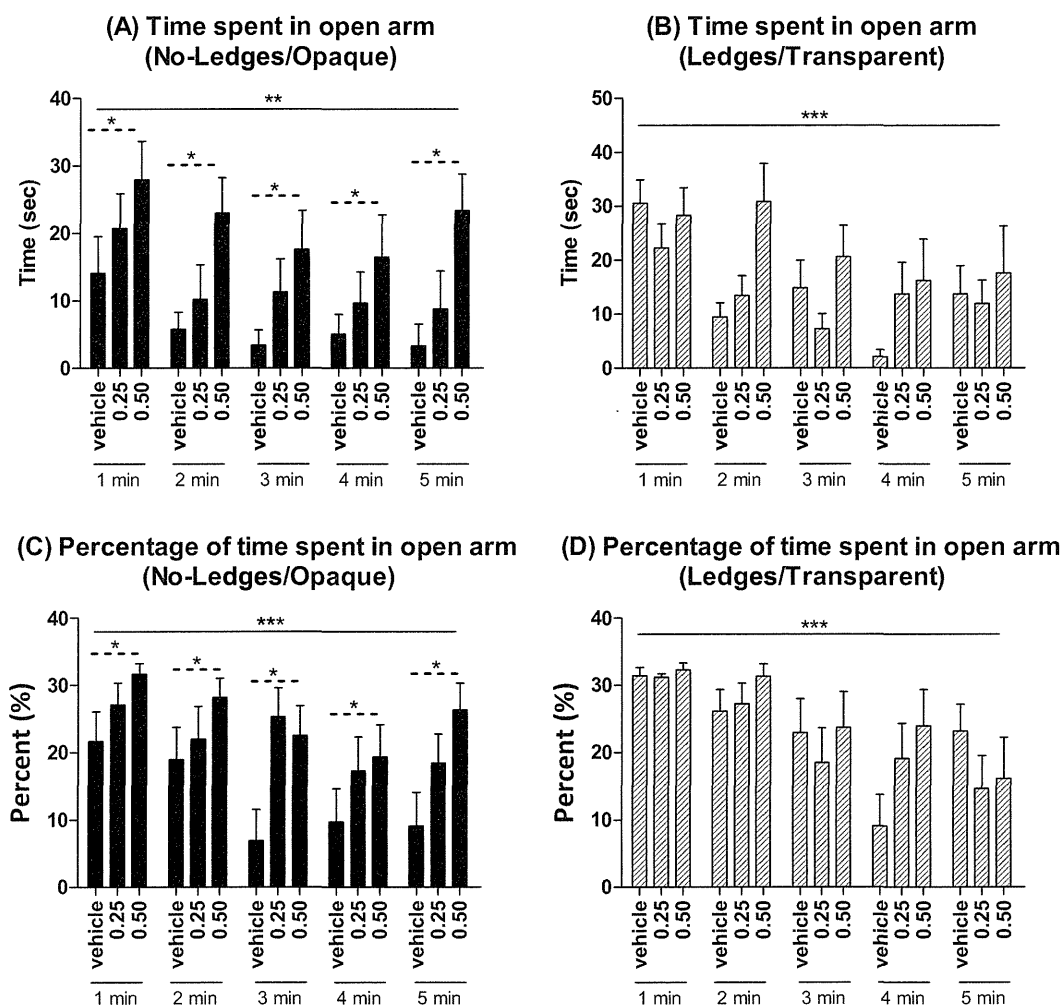 (A) Time spent in open arm
(No-Ledges/Opaque)
Time (sec)
40
30
20
10
0
**
*
*
*
*
*
vehicle
0.25
0.50
vehicle
0.25
0.50
vehicle
0.25
0.50
vehicle
0.25
0.50
vehicle
0.25
0.50
1 min
2 min
3 min
4 min
5 min
(B) Time spent in open arm
(Ledges/Transparent)
Time (sec)
50
40
30
20
10
0
***
vehicle
0.25
0.50
vehicle
0.25
0.50
vehicle
0.25
0.50
vehicle
0.25
0.50
vehicle
0.25
0.50
1 min
2 min
3 min
4 min
5 min
(C) Percentage of time spent in open arm
(No-Ledges/Opaque)
Percent (%)
40
30
20
10
0
***
*
*
*
*
*
vehicle
0.25
0.50
vehicle
0.25
0.50
vehicle
0.25
0.50
vehicle
0.25
0.50
vehicle
0.25
0.50
1 min
2 min
3 min
4 min
5 min
(D) Percentage of time spent in open arm
(Ledges/Transparent)
Percent (%)
40
30
20
10
0
***
vehicle
0.25
0.50
vehicle
0.25
0.50
vehicle
0.25
0.50
vehicle
0.25
0.50
vehicle
0.25
0.50
1 min
2 min
3 min
4 min
5 min